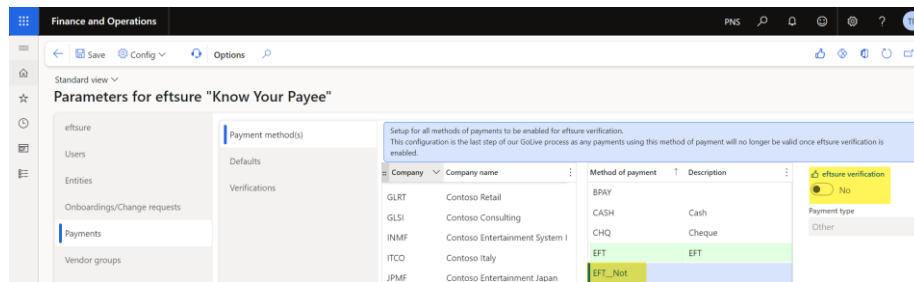 Finance and Operations
PNS
Save
Config
Options
Standard view
Parameters for eftsure "Know Your Payee"
eftsure
Users
Entities
Onboardings/Change requests
Payments
Vendor groups
Payment method(s)
Defaults
Verifications
Setup for all methods of payments to be enabled for eftsure verification.
This configuration is the last step of our GoLive process as any payments using this method of payment will no longer be valid once eftsure verification is
enabled.
Company Company name
GLRT Contoso Retail
GLSI Contoso Consulting
INMF Contoso Entertainment System I
ITCO Contoso Italy
JPMF Contoso Entertainment Japan
Method of payment Description
BPAY
CASH Cash
CHQ Cheque
EFT EFT
EFT_Not
eftsure verification
No
Payment type
Other